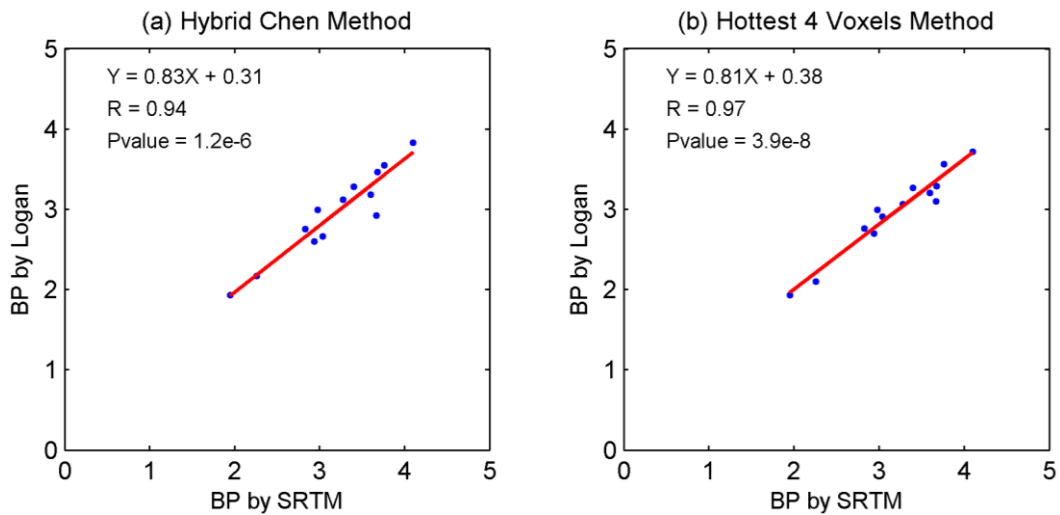 (a) Hybrid Chen Method
Y = 0.83X + 0.31
R = 0.94
Pvalue = 1.2e-6
BP by Logan
5
4
3
2
1
0
0 1 2 3 4 5
BP by SRTM
(b) Hottest 4 Voxels Method
Y = 0.81X + 0.38
R = 0.97
Pvalue = 3.9e-8
BP by Logan
5
4
3
2
1
0
0 1 2 3 4 5
BP by SRTM